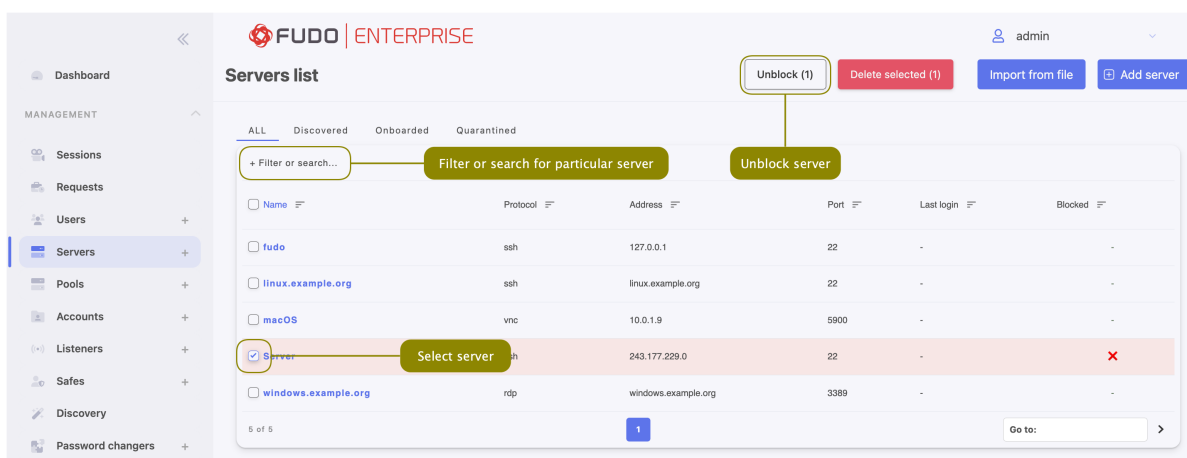 FUDO ENTERPRISE
admin
Dashboard
Servers list
Unblock (1)
Delete selected (1)
Import from file
Add server
MANAGEMENT
ALL Discovered Onboarded Quarantined
Sessions
+ Filter or search...
Filter or search for particular server
Unblock server
Requests
Name Protocol Address Port Last login Blocked
Users +
fudo ssh 127.0.0.1 22 - -
Servers +
linux.example.org ssh linux.example.org 22 - -
Pools +
macOS vnc 10.0.1.9 5900 - -
Accounts +
Listeners +
Server Select server 243.177.229.0 22 -
Safes +
windows.example.org rdp windows.example.org 3389 - -
Discovery
5 of 5 1 Go to:
Password changers +